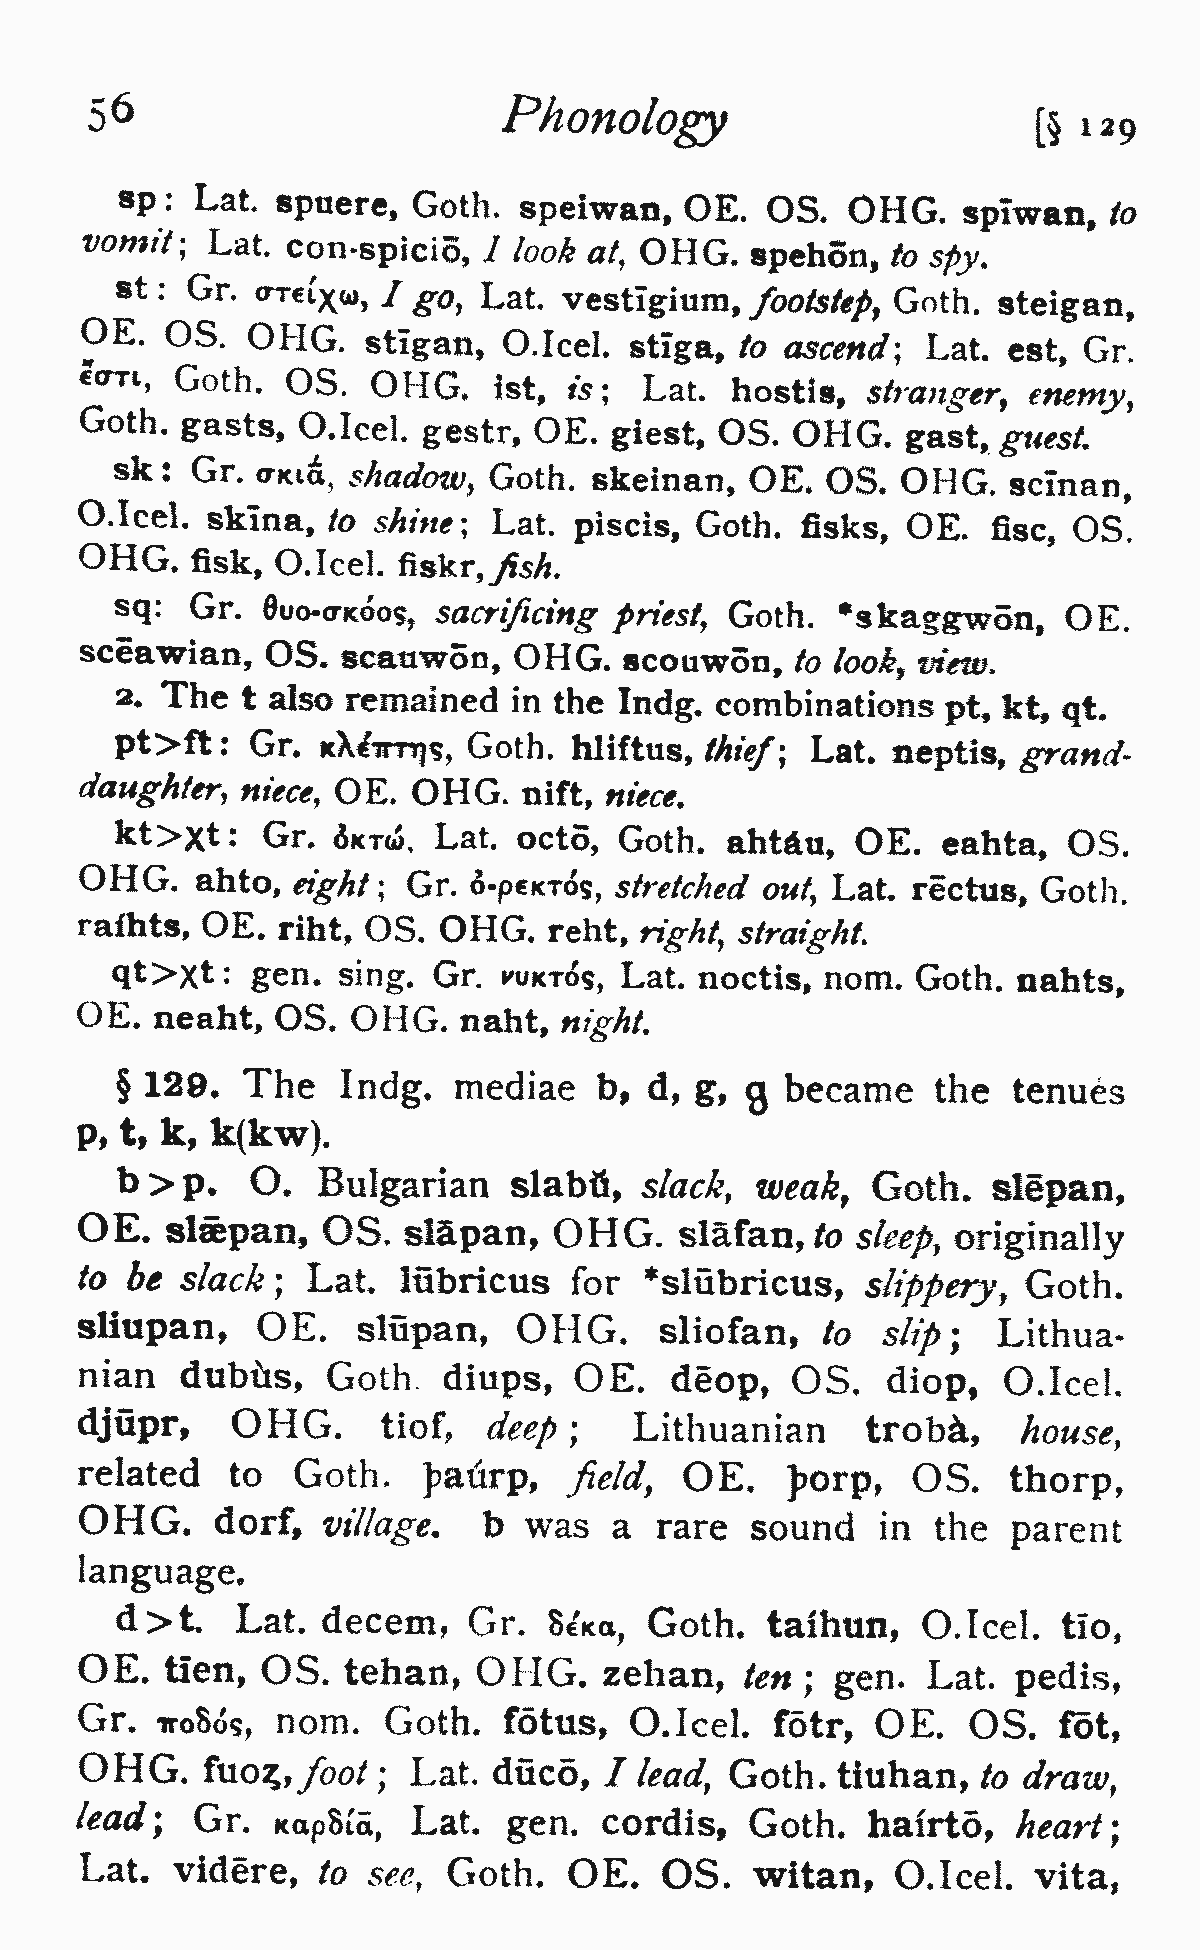 56 Phonology [§ 129
sp: Lat. spuere, Goth. speiwan, OE. OS. OHG. spīwan, to
vomit; Lat. con-spiciō, I look at, OHG. spehōn, to spy.
st: Gr. στείχω, I go, Lat. vestīgium, footstep, Goth. steigan,
OE. OS. OHG. stīgan, O.Icel. stīga, to ascend; Lat. est, Gr.
ἔστι, Goth. OS. OHG. ist, is; Lat. hostis, stranger, enemy,
Goth. gasts, O.Icel. gestr, OE. giest, OS. OHG. gast, guest.
sk: Gr. σκιά̄, shadow, Goth. skeinan, OE. OS. OHG. scīnan,
O.Icel. skīna, to shine; Lat. piscis, Goth. fisks, OE. fisc, OS.
OHG. fisk, O.Icel. fiskr, fish.
sq: Gr. θυο-σκόος, sacrificing priest, Goth. *skaggwōn, OE.
scēawian, OS. scauwōn, OHG. scouwōn, to look, view.
2. The t also remained in the Indg. combinations pt, kt, qt.
pt>ft: Gr. κλέπτης, Goth. hliftus, thief; Lat. neptis, grand-
daughter, niece, OE. OHG. nift, niece.
kt>χt: Gr. ὀκτώ, Lat. octō, Goth. ahtáu, OE. eahta, OS.
OHG. ahto, eight; Gr. ὀ-ρεκτός, stretched out, Lat. rēctus, Goth.
raíhts, OE. riht, OS. OHG. reht, right, straight.
qt>χt: gen. sing. Gr. νυκτός, Lat. noctis, nom. Goth. nahts,
OE. neaht, OS. OHG. naht, night.
§ 129. The Indg. mediae b, d, g, ɡ became the tenues
p, t, k, k(kw).
b>p. O. Bulgarian slabŭ, slack, weak, Goth. slēpan,
OE. slǣpan, OS. slāpan, OHG. slāfan, to sleep, originally
to be slack; Lat. lūbricus for *slūbricus, slippery, Goth.
sliupan, OE. slūpan, OHG. sliofan, to slip; Lithua-
nian dubùs, Goth. diups, OE. dēop, OS. diop, O.Icel.
djūpr, OHG. tiof, deep; Lithuanian trobà, house,
related to Goth. þaúrp, field, OE. þorp, OS. thorp,
OHG. dorf, village. b was a rare sound in the parent
language.
d>t. Lat. decem, Gr. δέκα, Goth. taíhun, O.Icel. tīo,
OE. tīen, OS. tehan, OHG. zehan, ten; gen. Lat. pedis,
Gr. ποδός, nom. Goth. fōtus, O.Icel. fōtr, OE. OS. fōt,
OHG. fuoʒ, foot; Lat. dūcō, I lead, Goth. tiuhan, to draw,
lead; Gr. καρδίᾱ, Lat. gen. cordis, Goth. haírtō, heart;
Lat. vidēre, to see, Goth. OE. OS. witan, O.Icel. vita,